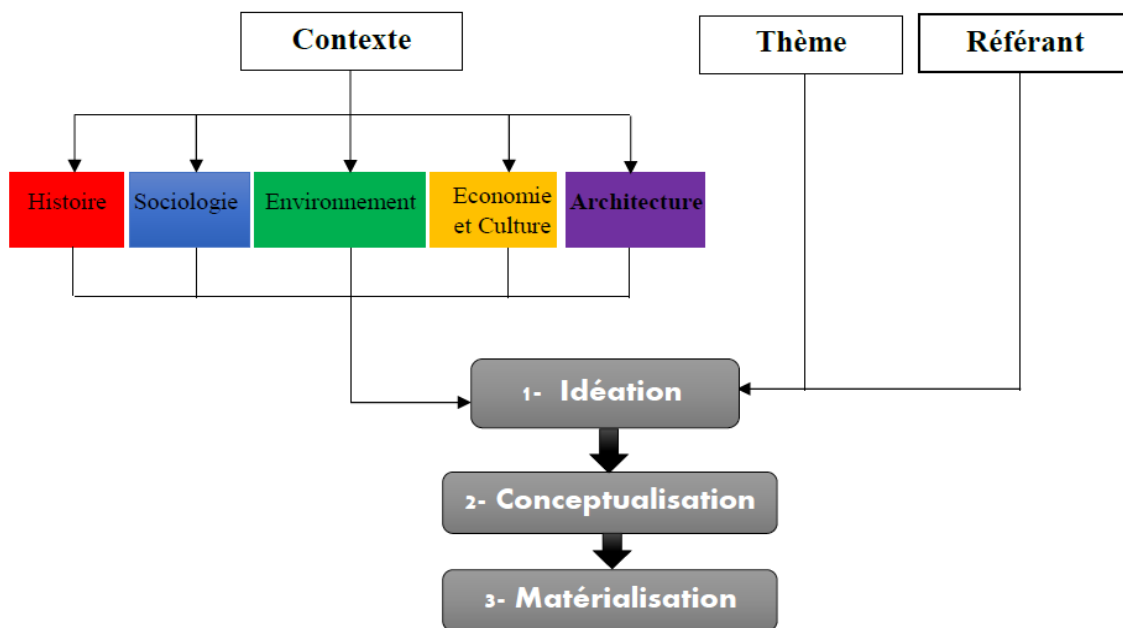 Contexte
Thème
Référant
Histoire
Sociologie
Environnement
Economie
et Culture
Architecture
1- Idéation
2- Conceptualisation
3- Matérialisation